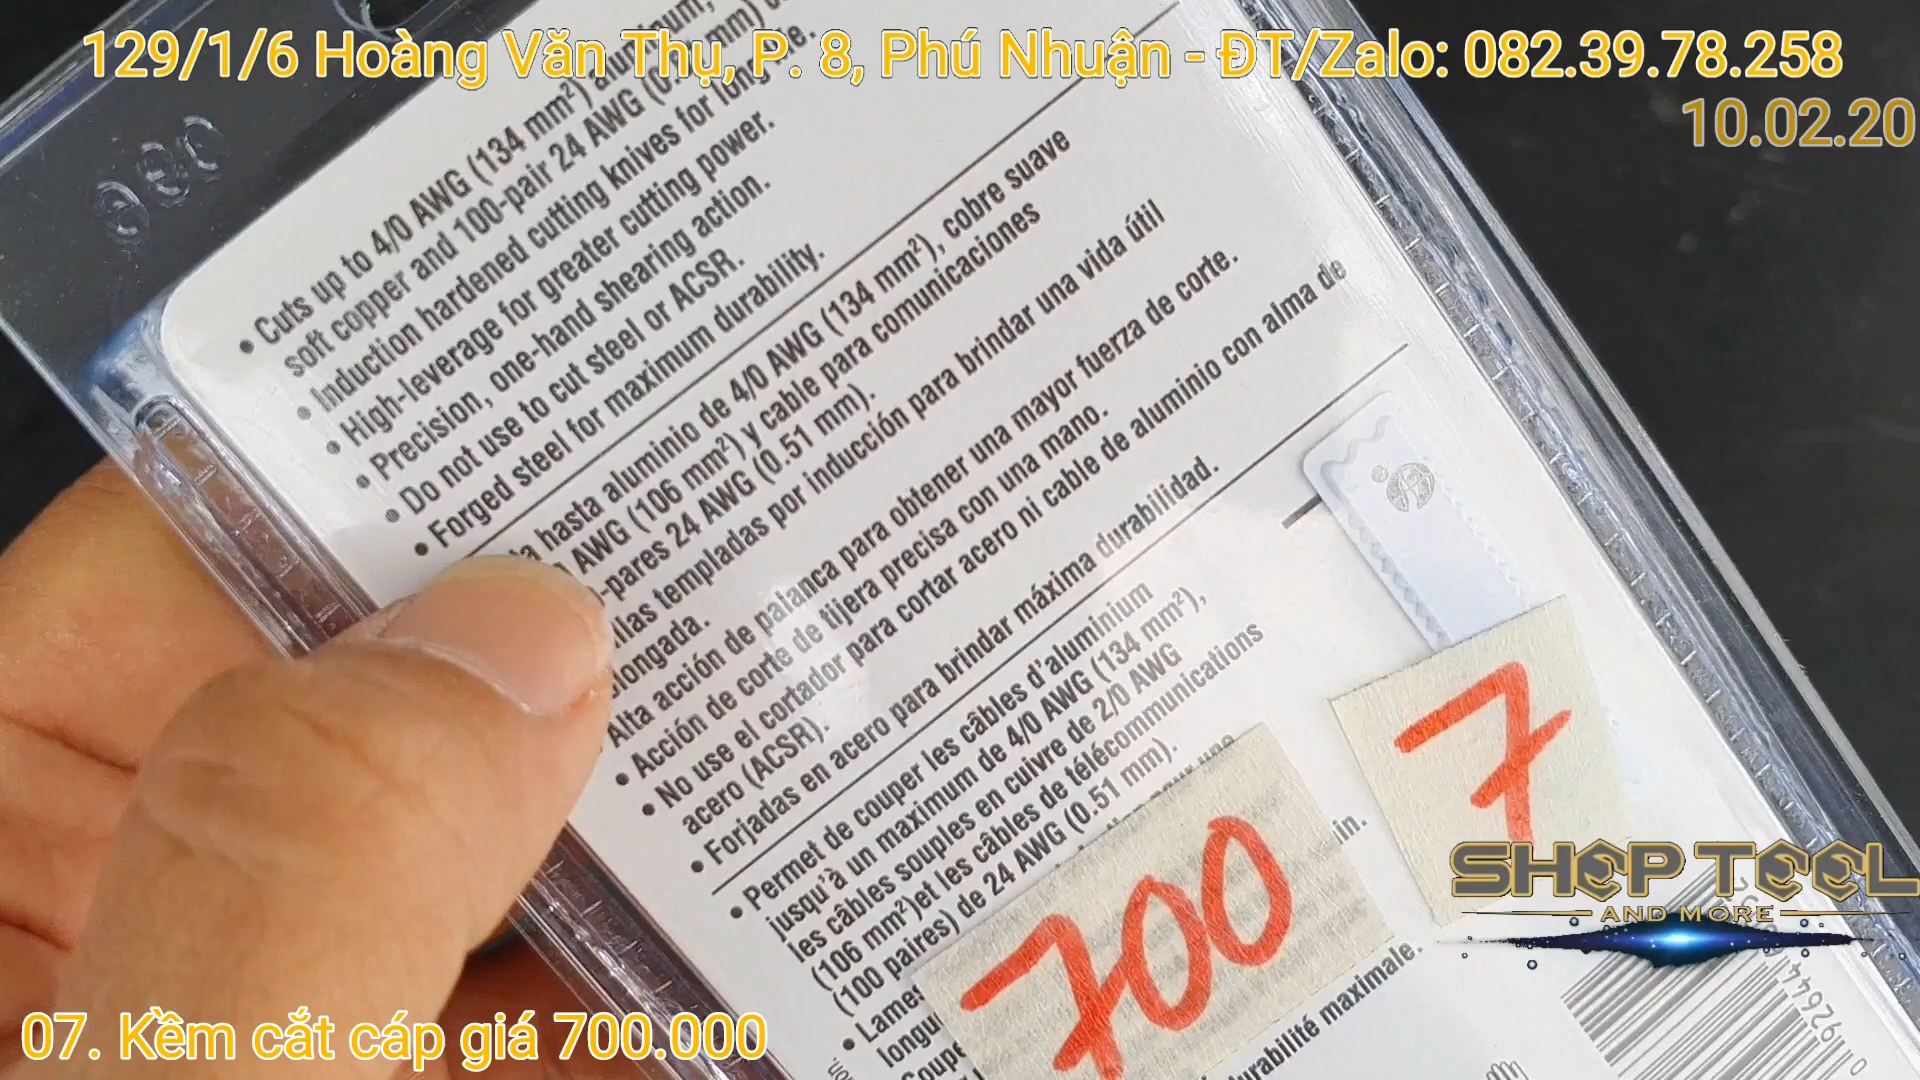 129/1/6 Hoàng Văn Thụ, P. 8, Phú Nhuận - ĐT/Zalo: 082.39.78.258
10.02.20
• Cuts up to 4/0 AWG (134 mm²) aluminum,
soft copper and 100-pair 24 AWG
• Induction hardened cutting knives for
• High-leverage for greater cutting power.
• Precision, one-hand shearing action.
• Do not use to cut steel or ACSR.
• Forged steel for maximum durability.
hasta aluminio de 4/0 AWG (134 mm²), cobre suave
AWG (106 mm²) y cable para comunicaciones
-pares 24 AWG (0.51 mm).
templadas por inducción para brindar una vida útil
Alta acción de palanca para obtener una mayor fuerza de corte.
• Acción de corte de tijera precisa con una mano.
• No use el cortador para cortar acero ni cable de aluminio con alma de
acero (ACSR).
• Forjadas en acero para brindar máxima durabilidad.
• Permet de couper les câbles d'aluminium
jusqu'à un maximum de 4/0 AWG (134 mm²),
les câbles souples en cuivre de 2/0 AWG
(106 mm²)et les câbles de télécommunications
(100 paires) de 24 AWG (0.51 mm).
• Lames
maximale.
7
700
SHOP TOOL
AND MORE
07. Kềm cắt cáp giá 700.000